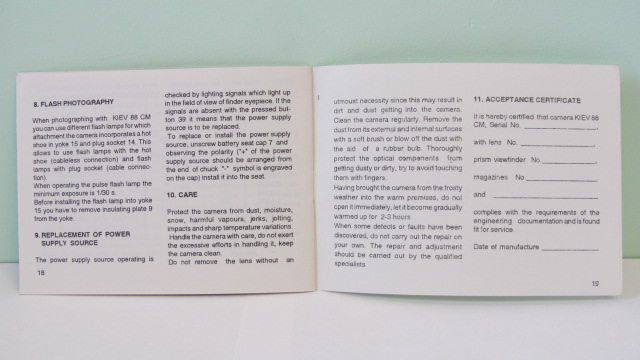 8. FLASH PHOTOGRAPHY
When photographing with KIEV 88 CM
you can use different flash lamps for which
attachment the camera incorporates a hot
shoe in yoke 15 and plug socket 14. This
allows to use flash lamps with the hot
shoe (cableless connection) and flash
lamps with plug socket (cable connec-
tion).
When operating the pulse flash lamp the
minimum exposure is 1/30 s.
Before installing the flash lamp into yoke
15 you have to remove insulating plate 9
from the yoke.
9. REPLACEMENT OF POWER
SUPPLY SOURCE
The power supply source operating is
18
checked by lighting signals which light up
in the field of view of finder eyepiece. If the
signals are absent with the pressed but-
ton 39 it means that the power supply
source is to be replaced.
To replace or install the power supply
source, unscrew battery seat cap 7 and
observing the polarity ("+" of the power
supply source should be arranged from
the end of chuck "-" symbol is engraved
on the cap) install it into the seat.
10. CARE
Protect the camera from dust, moisture,
snow, harmful vapours, jerks, jolting,
impacts and sharp temperature variations.
Handle the camera with care, do not exert
the excessive efforts in handling it, keep
the camera clean.
Do not remove the lens without an
utmoust necessity since this may result in
dirt and dust getting into the camera.
Clean the camera regularly. Remove the
dust from its external and internal surfaces
with a soft brush or blow off the dust with
the aid of a rubber bulb. Thoroughly
protect the optical components from
getting dusty or dirty, try to avoid touching
them with fingers.
Having brought the camera from the frosty
weather into the warm premises, do not
open it immediately, let it become gradually
warmed up for 2-3 hours.
When some defects or faults have been
discovered, do not carry out the repair on
your own. The repair and adjustment
should be carried out by the qualified
specialists.
11. ACCEPTANCE CERTIFICATE
It is hereby certified that camera KIEV 88
CM, Serial No. ____________,
with lens No. ____________,
prism viewfinder No. ____________,
magazines No. ____________
and ____________
complies with the requirements of the
engineering documentation and is found
fit for service.
Date of manufacture ____________
19